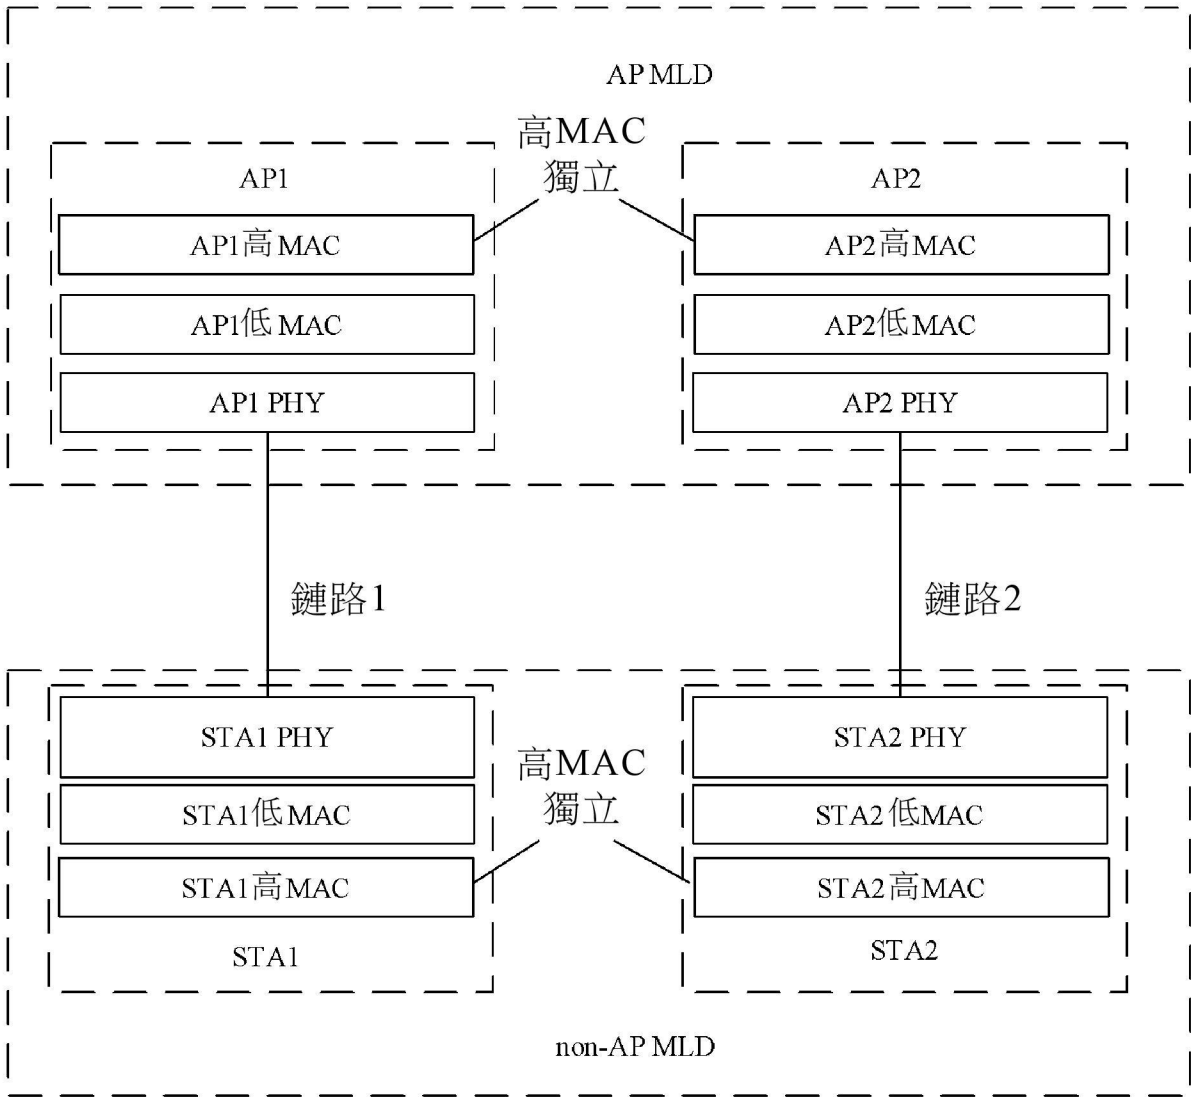 AP MLD
高MAC
獨立
AP1
AP2
AP1高MAC
AP2高MAC
AP1低MAC
AP2低MAC
AP1 PHY
AP2 PHY
鏈路1
鏈路2
STA1 PHY
STA2 PHY
高MAC
獨立
STA1低MAC
STA2低MAC
STA1高MAC
STA2高MAC
STA1
STA2
non-AP MLD